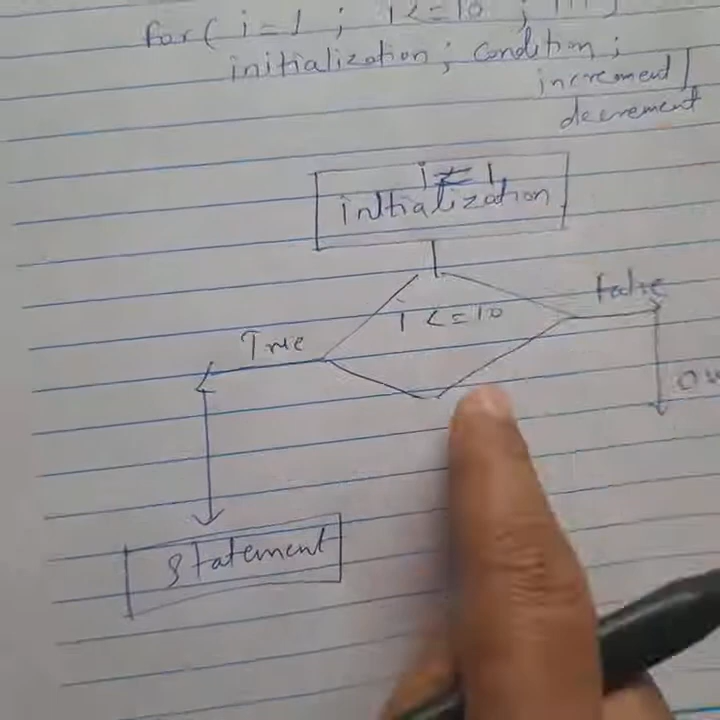 for( i=1 ; i<=10 ;
initialization; condition;
increment/
decrement
i=1
initialization
i<=10
False
True
statement